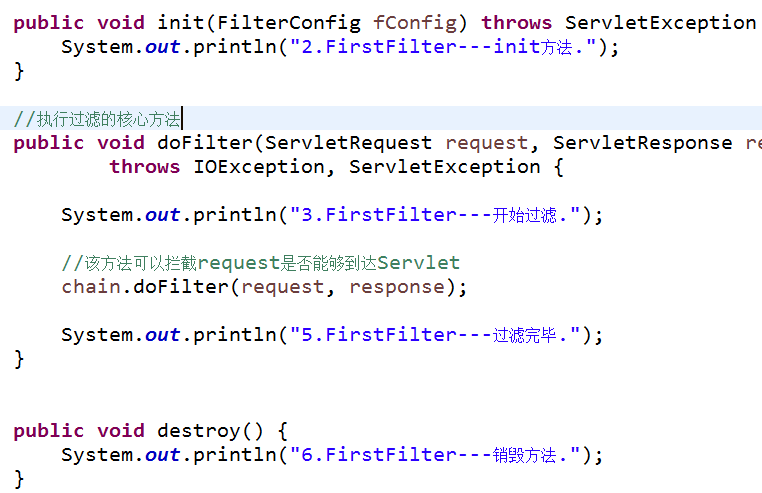 public void init(FilterConfig fConfig) throws ServletException
System.out.println("2.FirstFilter---init方法.");
}
//执行过滤的核心方法
public void doFilter(ServletRequest request, ServletResponse re
throws IOException, ServletException {
System.out.println("3.FirstFilter---开始过滤.");
//该方法可以拦截request是否能够到达Servlet
chain.doFilter(request, response);
System.out.println("5.FirstFilter---过滤完毕.");
}
public void destroy() {
System.out.println("6.FirstFilter---销毁方法.");
}